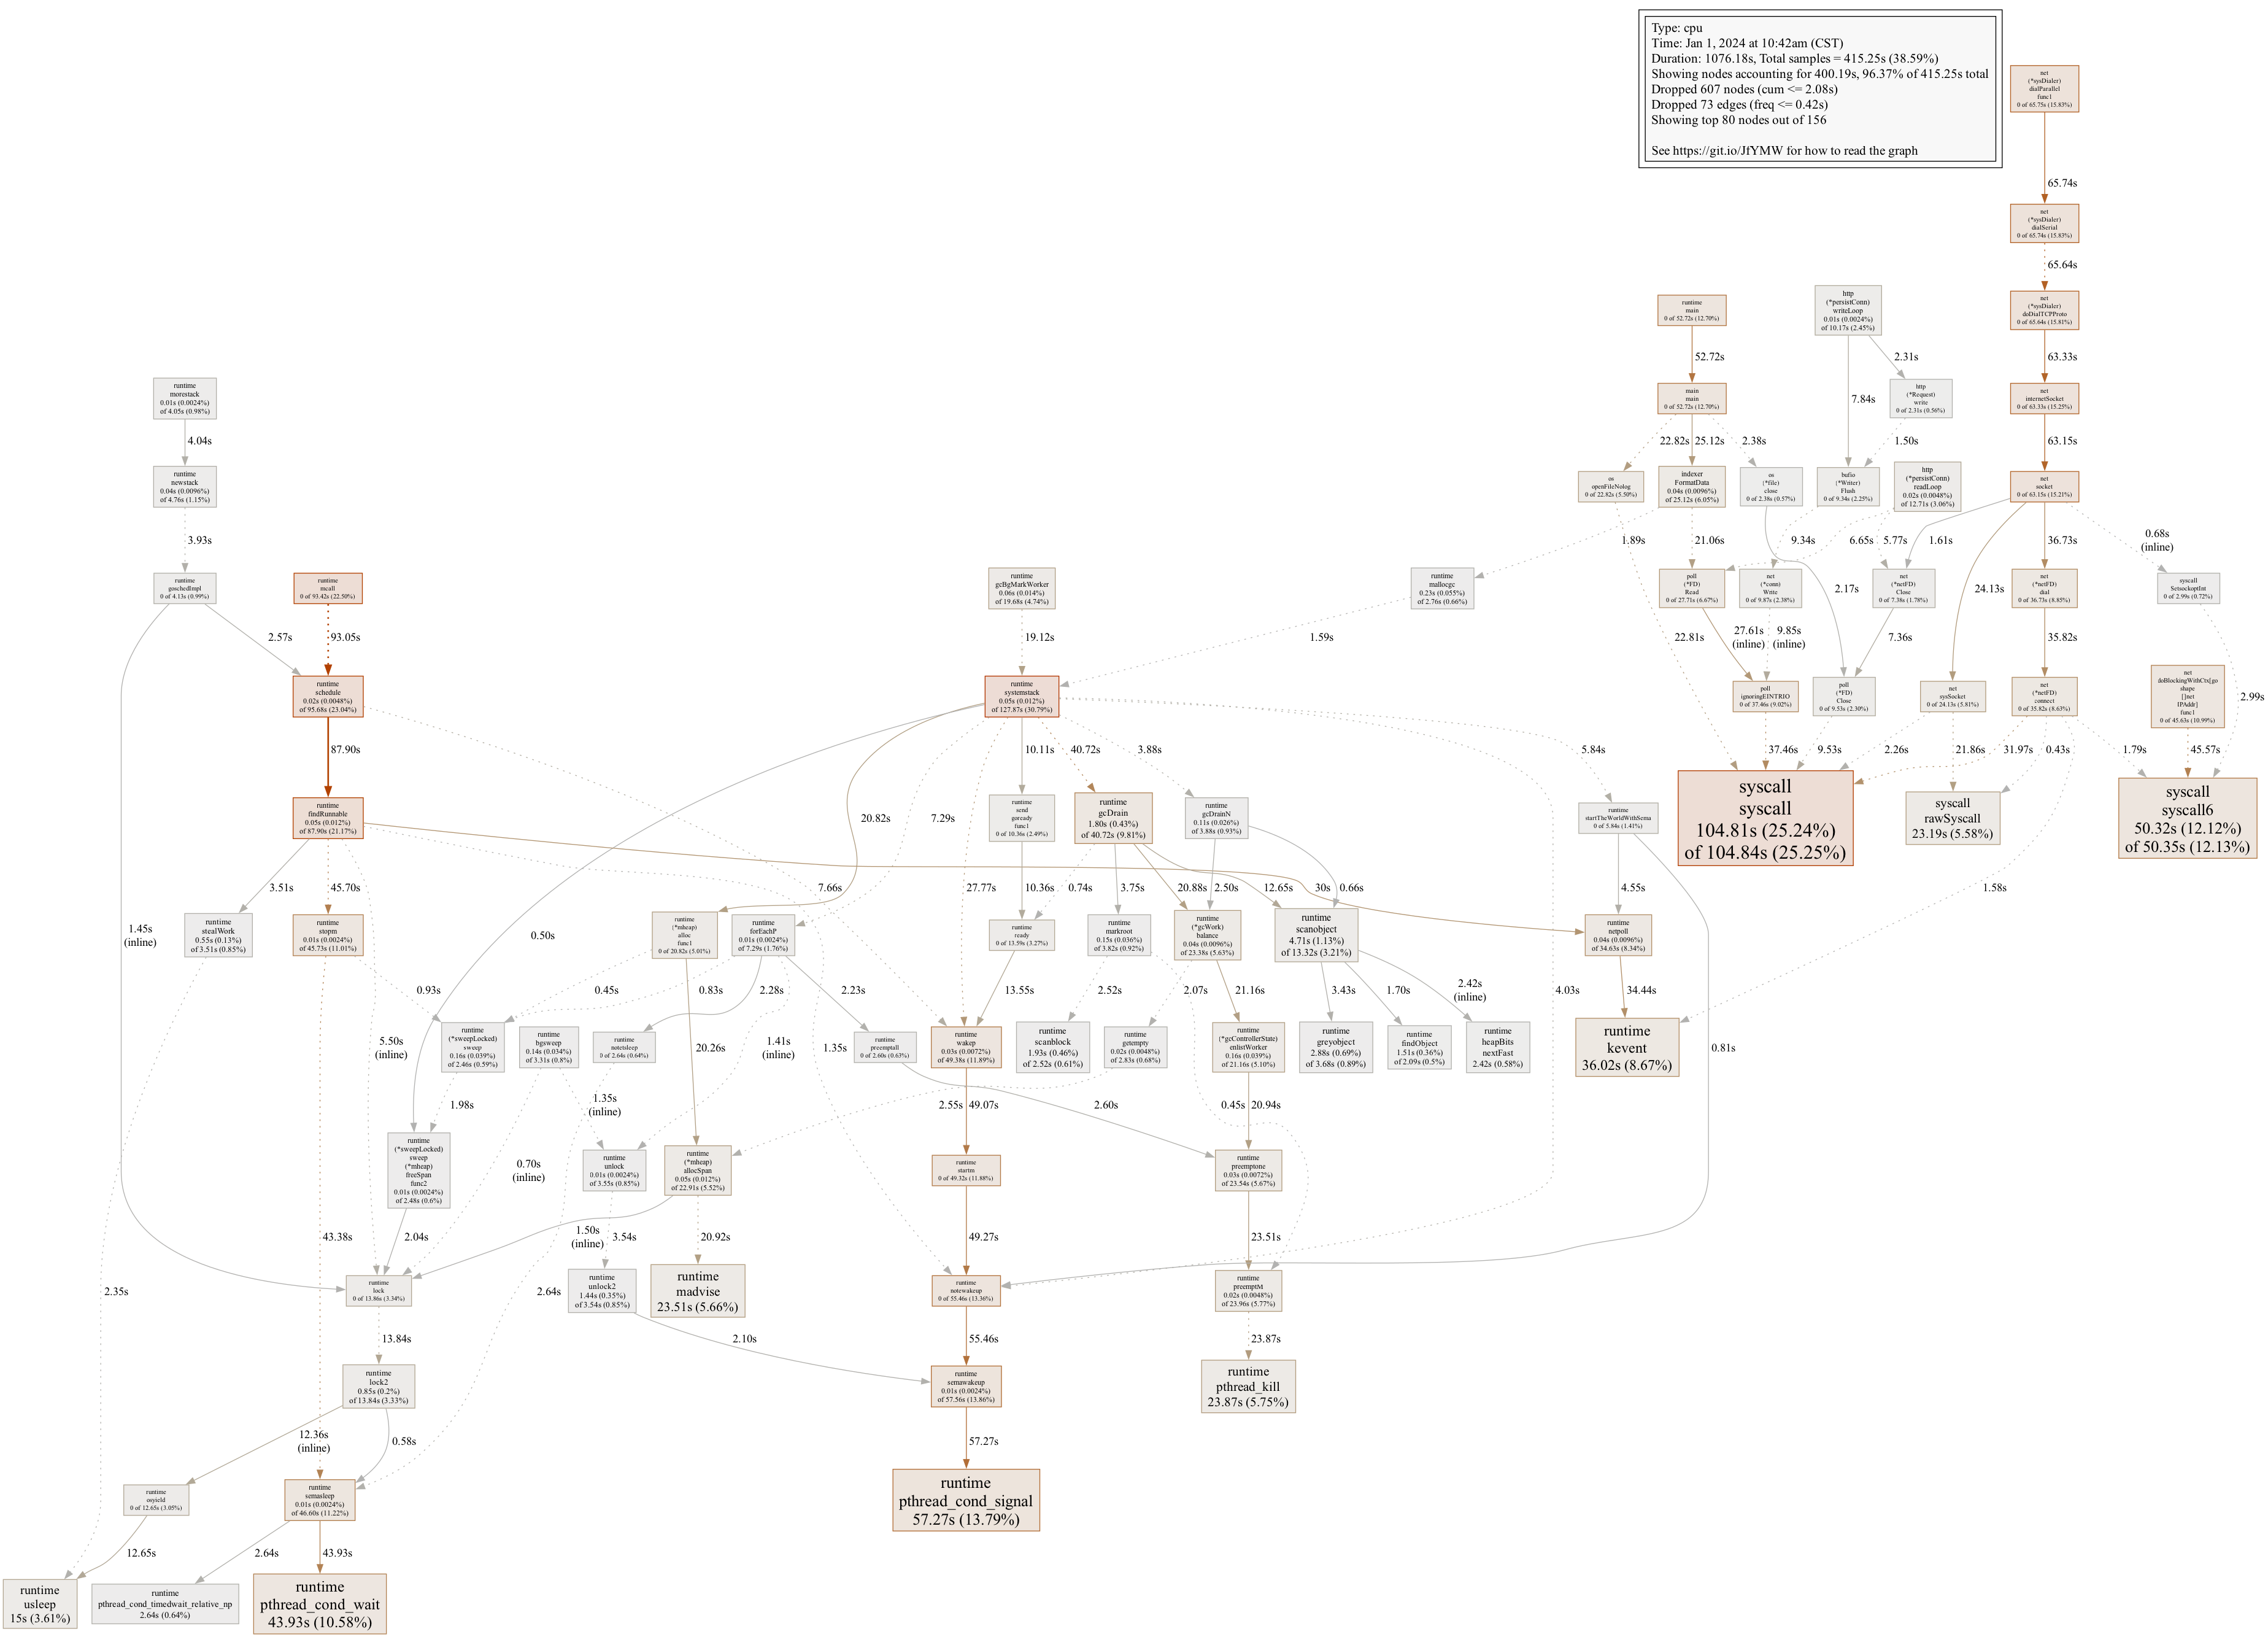 Type: cpu
Time: Jan 1, 2024 at 10:42am (CST)
Duration: 1076.18s, Total samples = 415.25s (38.59%)
Showing nodes accounting for 400.19s, 96.37% of 415.25s total
Dropped 607 nodes (cum <= 2.08s)
Dropped 73 edges (freq <= 0.42s)
Showing top 80 nodes out of 156
See https://git.io/JfYMW for how to read the graph
net
(*sysDialer)
dialParallel
func1
0 of 65.75s (15.83%)
65.74s
net
(*sysDialer)
dialSerial
0 of 65.74s (15.83%)
65.64s
net
(*sysDialer)
doDialTCPProto
0 of 65.64s (15.81%)
63.33s
net
internetSocket
0 of 63.33s (15.25%)
63.15s
net
socket
0 of 63.15s (15.21%)
runtime
main
0 of 52.72s (12.70%)
52.72s
main
main
0 of 52.72s (12.70%)
22.82s
25.12s
2.38s
http
(*persistConn)
writeLoop
0.01s (0.0024%)
of 10.17s (2.45%)
7.84s
2.31s
http
(*Request)
write
0 of 2.31s (0.56%)
1.50s
os
openFileNolog
0 of 22.82s (5.50%)
indexer
FormatData
0.04s (0.0096%)
of 25.12s (6.05%)
os
(*file)
close
0 of 2.38s (0.57%)
bufio
(*Writer)
Flush
0 of 9.34s (2.25%)
http
(*persistConn)
readLoop
0.02s (0.0048%)
of 12.71s (3.06%)
1.89s
21.06s
9.34s
6.65s
5.77s
1.61s
36.73s
0.68s
(inline)
runtime
morestack
0.01s (0.0024%)
of 4.05s (0.98%)
4.04s
runtime
newstack
0.04s (0.0096%)
of 4.76s (1.15%)
3.93s
runtime
goschedImpl
0 of 4.13s (0.99%)
2.57s
runtime
mcall
0 of 93.42s (22.50%)
93.05s
runtime
gcBgMarkWorker
0.06s (0.014%)
of 19.68s (4.74%)
19.12s
runtime
mallocgc
0.23s (0.055%)
of 2.76s (0.66%)
1.59s
22.81s
poll
(*FD)
Read
0 of 27.71s (6.67%)
27.61s
(inline)
net
(*conn)
Write
0 of 9.87s (2.38%)
9.85s
(inline)
2.17s
net
(*netFD)
Close
0 of 7.38s (1.78%)
7.36s
24.13s
net
(*netFD)
dial
0 of 36.73s (8.85%)
35.82s
syscall
SetsockoptInt
0 of 2.99s (0.72%)
2.99s
runtime
schedule
0.02s (0.0048%)
of 95.68s (23.04%)
87.90s
runtime
systemstack
0.05s (0.012%)
of 127.87s (30.79%)
10.11s
40.72s
3.88s
5.84s
poll
ignoringEINTRIO
0 of 37.46s (9.02%)
37.46s
poll
(*FD)
Close
0 of 9.53s (2.30%)
9.53s
net
sysSocket
0 of 24.13s (5.81%)
2.26s
21.86s
net
(*netFD)
connect
0 of 35.82s (8.63%)
31.97s
0.43s
1.79s
net
doBlockingWithCtx[go
shape
[]net
IPAddr]
func1
0 of 45.63s (10.99%)
45.57s
runtime
findRunnable
0.05s (0.012%)
of 87.90s (21.17%)
20.82s
7.29s
runtime
send
goready
func1
0 of 10.36s (2.49%)
runtime
gcDrain
1.80s (0.43%)
of 40.72s (9.81%)
runtime
gcDrainN
0.11s (0.026%)
of 3.88s (0.93%)
runtime
startTheWorldWithSema
0 of 5.84s (1.41%)
syscall
syscall
104.81s (25.24%)
of 104.84s (25.25%)
syscall
rawSyscall
23.19s (5.58%)
syscall
syscall6
50.32s (12.12%)
of 50.35s (12.13%)
3.51s
45.70s
7.66s
27.77s
10.36s
0.74s
3.75s
20.88s
2.50s
12.65s
30s
0.66s
4.55s
1.58s
1.45s
(inline)
runtime
stealWork
0.55s (0.13%)
of 3.51s (0.85%)
runtime
stopm
0.01s (0.0024%)
of 45.73s (11.01%)
0.50s
runtime
(*mheap)
alloc
func1
0 of 20.82s (5.01%)
runtime
forEachP
0.01s (0.0024%)
of 7.29s (1.76%)
runtime
ready
0 of 13.59s (3.27%)
runtime
markroot
0.15s (0.036%)
of 3.82s (0.92%)
runtime
(*gcWork)
balance
0.04s (0.0096%)
of 23.38s (5.63%)
runtime
scanobject
4.71s (1.13%)
of 13.32s (3.21%)
runtime
netpoll
0.04s (0.0096%)
of 34.63s (8.34%)
0.93s
0.45s
0.83s
2.28s
2.23s
13.55s
2.52s
2.07s
21.16s
3.43s
1.70s
2.42s
(inline)
4.03s
34.44s
5.50s
(inline)
runtime
(*sweepLocked)
sweep
0.16s (0.039%)
of 2.46s (0.59%)
runtime
bgsweep
0.14s (0.034%)
of 3.31s (0.8%)
runtime
notetsleep
0 of 2.64s (0.64%)
20.26s
1.41s
(inline)
1.35s
runtime
preemptall
0 of 2.60s (0.63%)
runtime
wakep
0.03s (0.0072%)
of 49.38s (11.89%)
runtime
scanblock
1.93s (0.46%)
of 2.52s (0.61%)
runtime
getempty
0.02s (0.0048%)
of 2.83s (0.68%)
runtime
(*gcControllerState)
enlistWorker
0.16s (0.039%)
of 21.16s (5.10%)
runtime
greyobject
2.88s (0.69%)
of 3.68s (0.89%)
runtime
findObject
1.51s (0.36%)
of 2.09s (0.5%)
runtime
heapBits
nextFast
2.42s (0.58%)
runtime
kevent
36.02s (8.67%)
0.81s
1.98s
1.35s
(inline)
2.55s
49.07s
2.60s
0.45s
20.94s
runtime
(*sweepLocked)
sweep
(*mheap)
freeSpan
func2
0.01s (0.0024%)
of 2.48s (0.6%)
0.70s
(inline)
runtime
unlock
0.01s (0.0024%)
of 3.55s (0.85%)
runtime
(*mheap)
allocSpan
0.05s (0.012%)
of 22.91s (5.52%)
runtime
startm
0 of 49.32s (11.88%)
runtime
preemptone
0.03s (0.0072%)
of 23.54s (5.67%)
43.38s
2.04s
1.50s
(inline)
3.54s
20.92s
49.27s
23.51s
2.35s
runtime
lock
0 of 13.86s (3.34%)
2.64s
runtime
unlock2
1.44s (0.35%)
of 3.54s (0.85%)
runtime
madvise
23.51s (5.66%)
runtime
notewakeup
0 of 55.46s (13.36%)
runtime
preemptM
0.02s (0.0048%)
of 23.96s (5.77%)
13.84s
2.10s
55.46s
23.87s
runtime
lock2
0.85s (0.2%)
of 13.84s (3.33%)
runtime
semawakeup
0.01s (0.0024%)
of 57.56s (13.86%)
runtime
pthread_kill
23.87s (5.75%)
12.36s
(inline)
0.58s
57.27s
runtime
osyield
0 of 12.65s (3.05%)
runtime
semasleep
0.01s (0.0024%)
of 46.60s (11.22%)
runtime
pthread_cond_signal
57.27s (13.79%)
12.65s
2.64s
43.93s
runtime
usleep
15s (3.61%)
runtime
pthread_cond_timedwait_relative_np
2.64s (0.64%)
runtime
pthread_cond_wait
43.93s (10.58%)